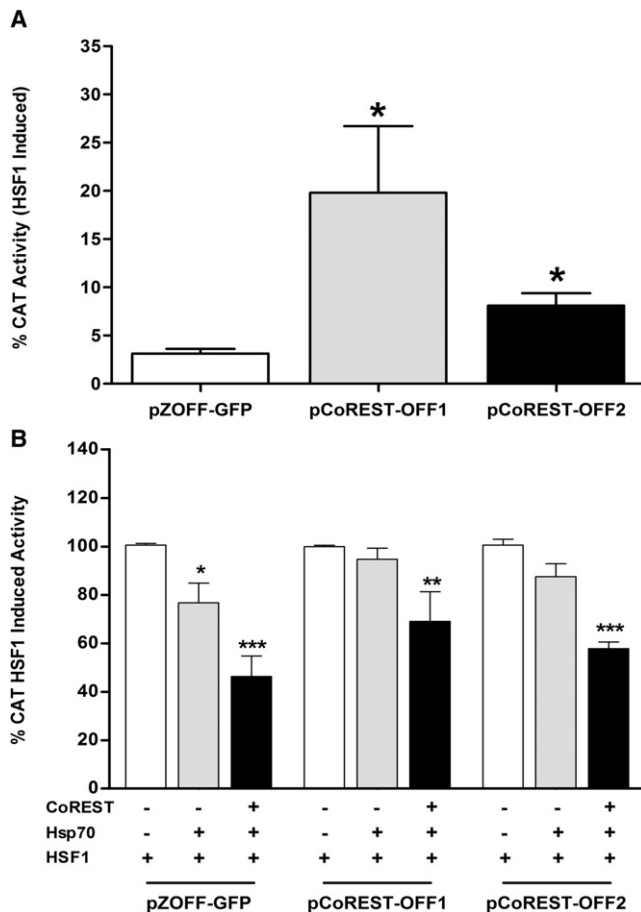 A
% CAT Activity (HSF1 Induced)
35
30
25
20
15
10
5
0
*
*
pZOFF-GFP pCoREST-OFF1 pCoREST-OFF2
B
% CAT HSF1 Induced Activity
140
120
100
80
60
40
20
0
* *** ** ***
CoREST - - + - - + - - +
Hsp70 - + + - + + - + +
HSF1 + + + + + + + + +
pZOFF-GFP pCoREST-OFF1 pCoREST-OFF2